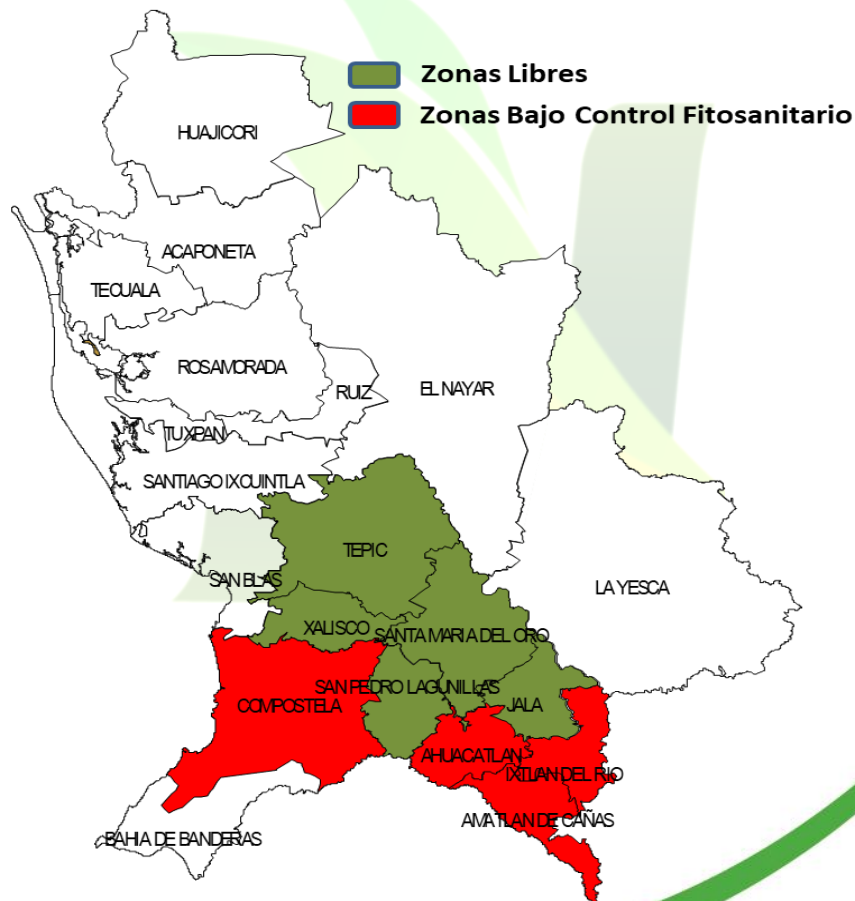 Zonas Libres
Zonas Bajo Control Fitosanitario
HUAJICORI
ACAPONETA
TECUALA
ROSAMORADA
RUIZ
EL NAYAR
TUXPAN
SANTIAGO IXCUINTLA
TEPIC
SAN BLAS
LA YESCA
XALISCO
SANTA MARIA DEL ORO
SAN PEDRO LAGUNILLAS
COMPOSTELA
JALA
AHUACATLAN
IXTLAN DEL RIO
AMATLAN DE CAÑAS
BAHIA DE BANDERAS